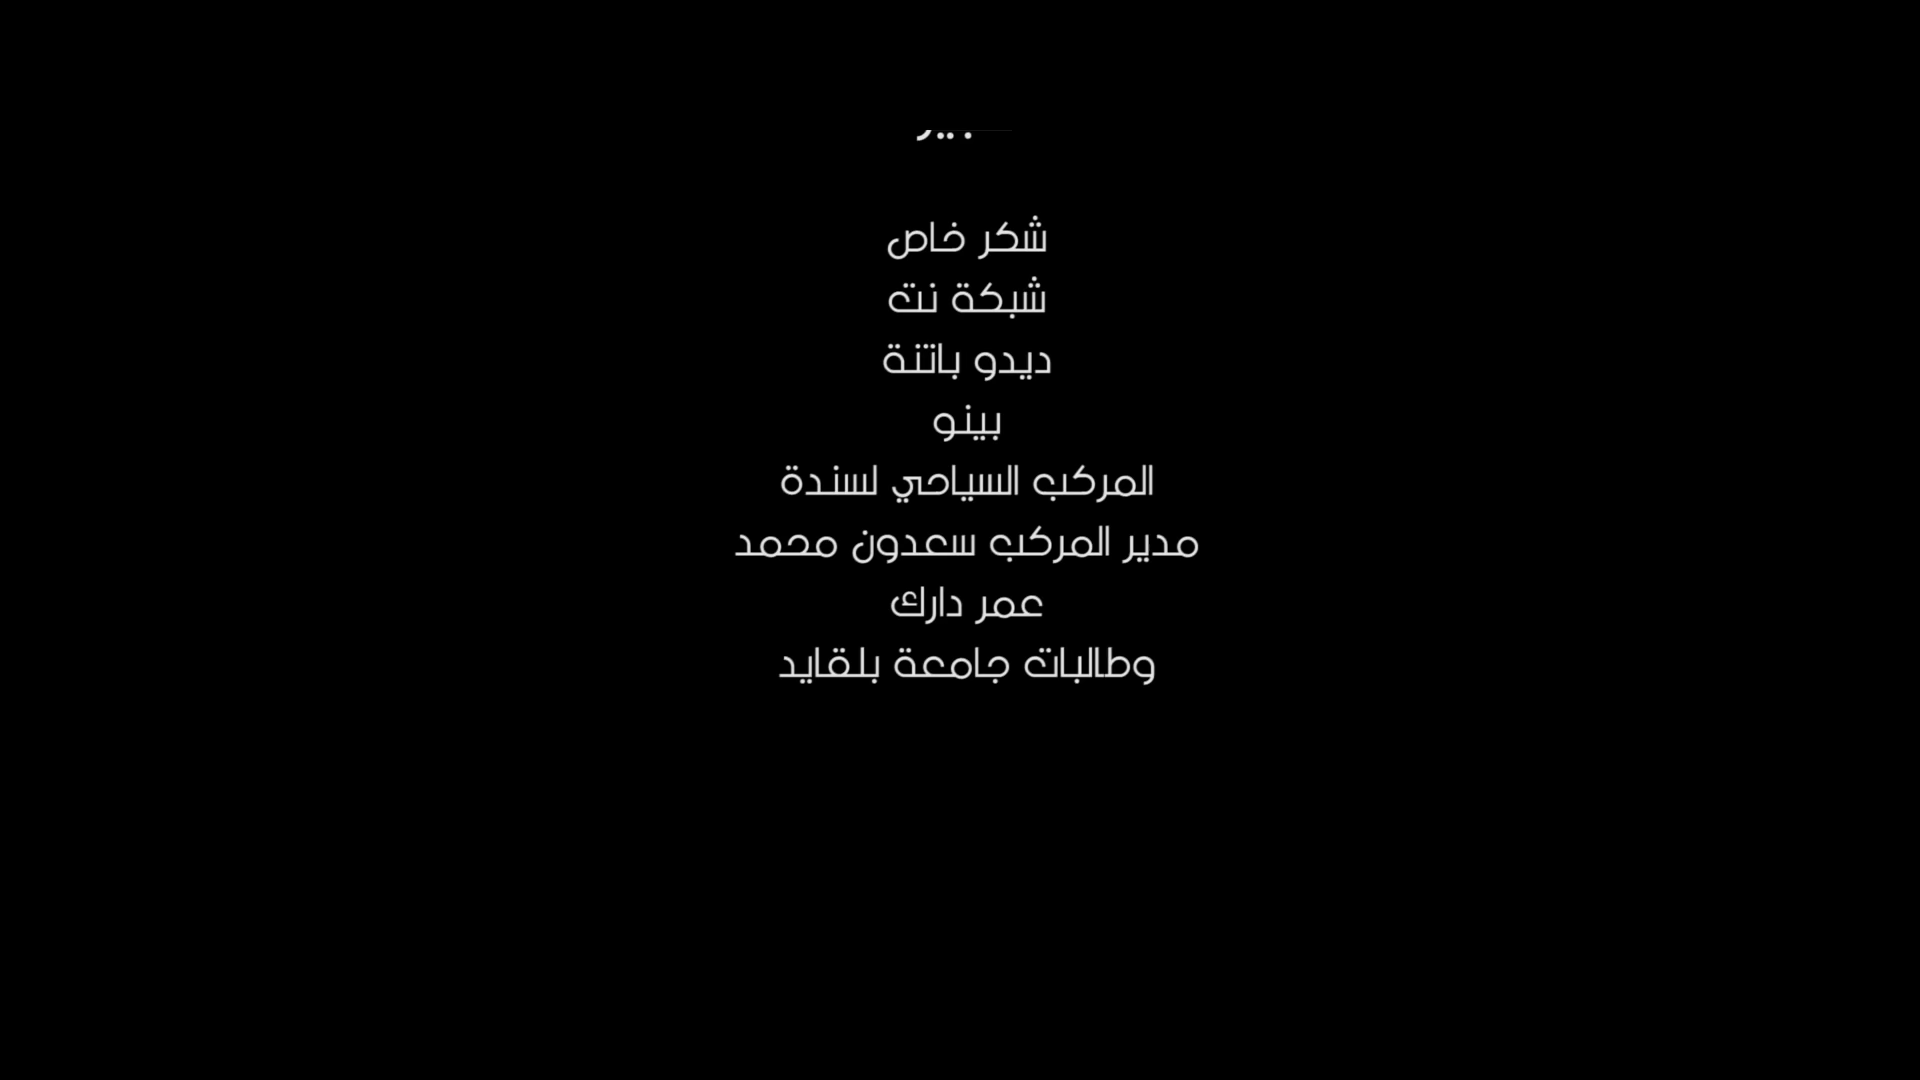 شكر خاص
شبكة نت
ديدو باتنة
بينو
المركب السياحي لسندة
مدير المركب سعدون محمد
عمر دارك
وطالبات جامعة بلقايد